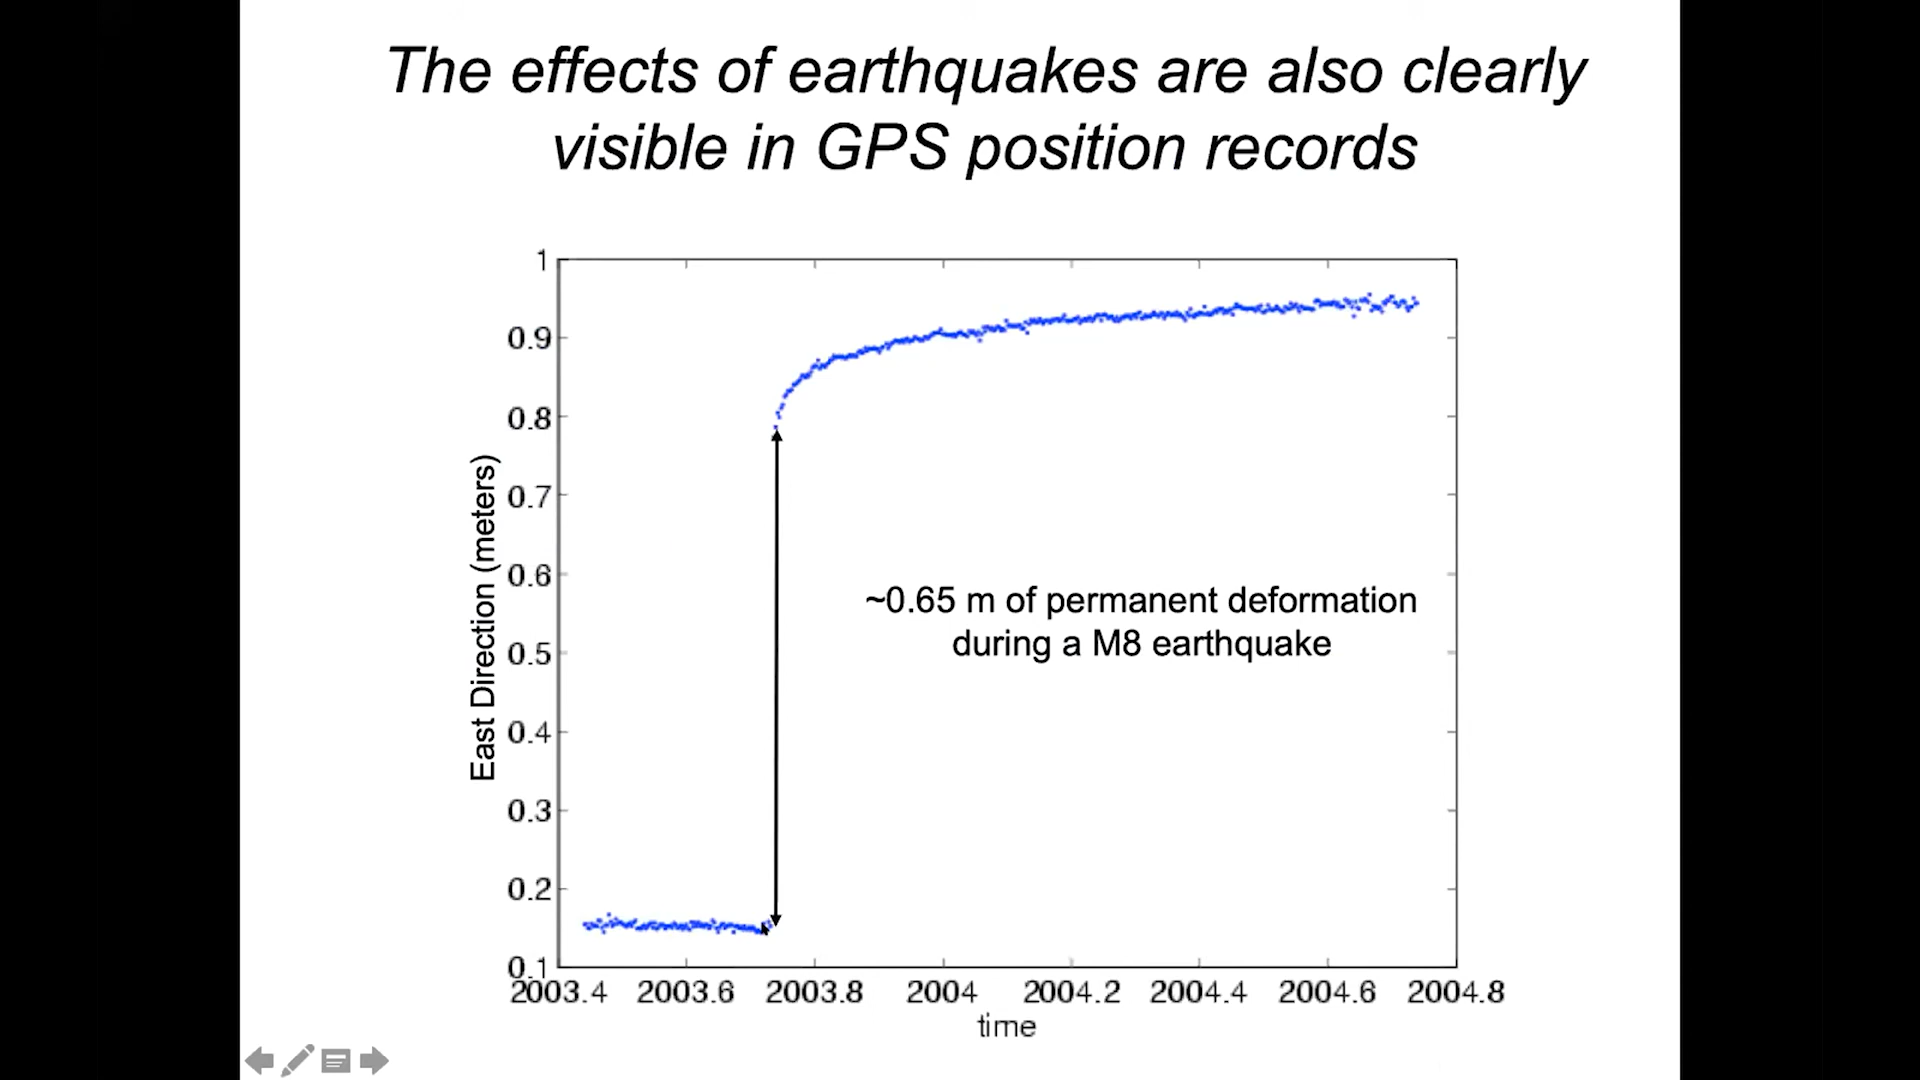 The effects of earthquakes are also clearly
visible in GPS position records
1
0.9
0.8
0.7
0.6
0.5
0.4
0.3
0.2
0.1
East Direction (meters)
~0.65 m of permanent deformation
during a M8 earthquake
2003.4 2003.6 2003.8 2004 2004.2 2004.4 2004.6 2004.8
time